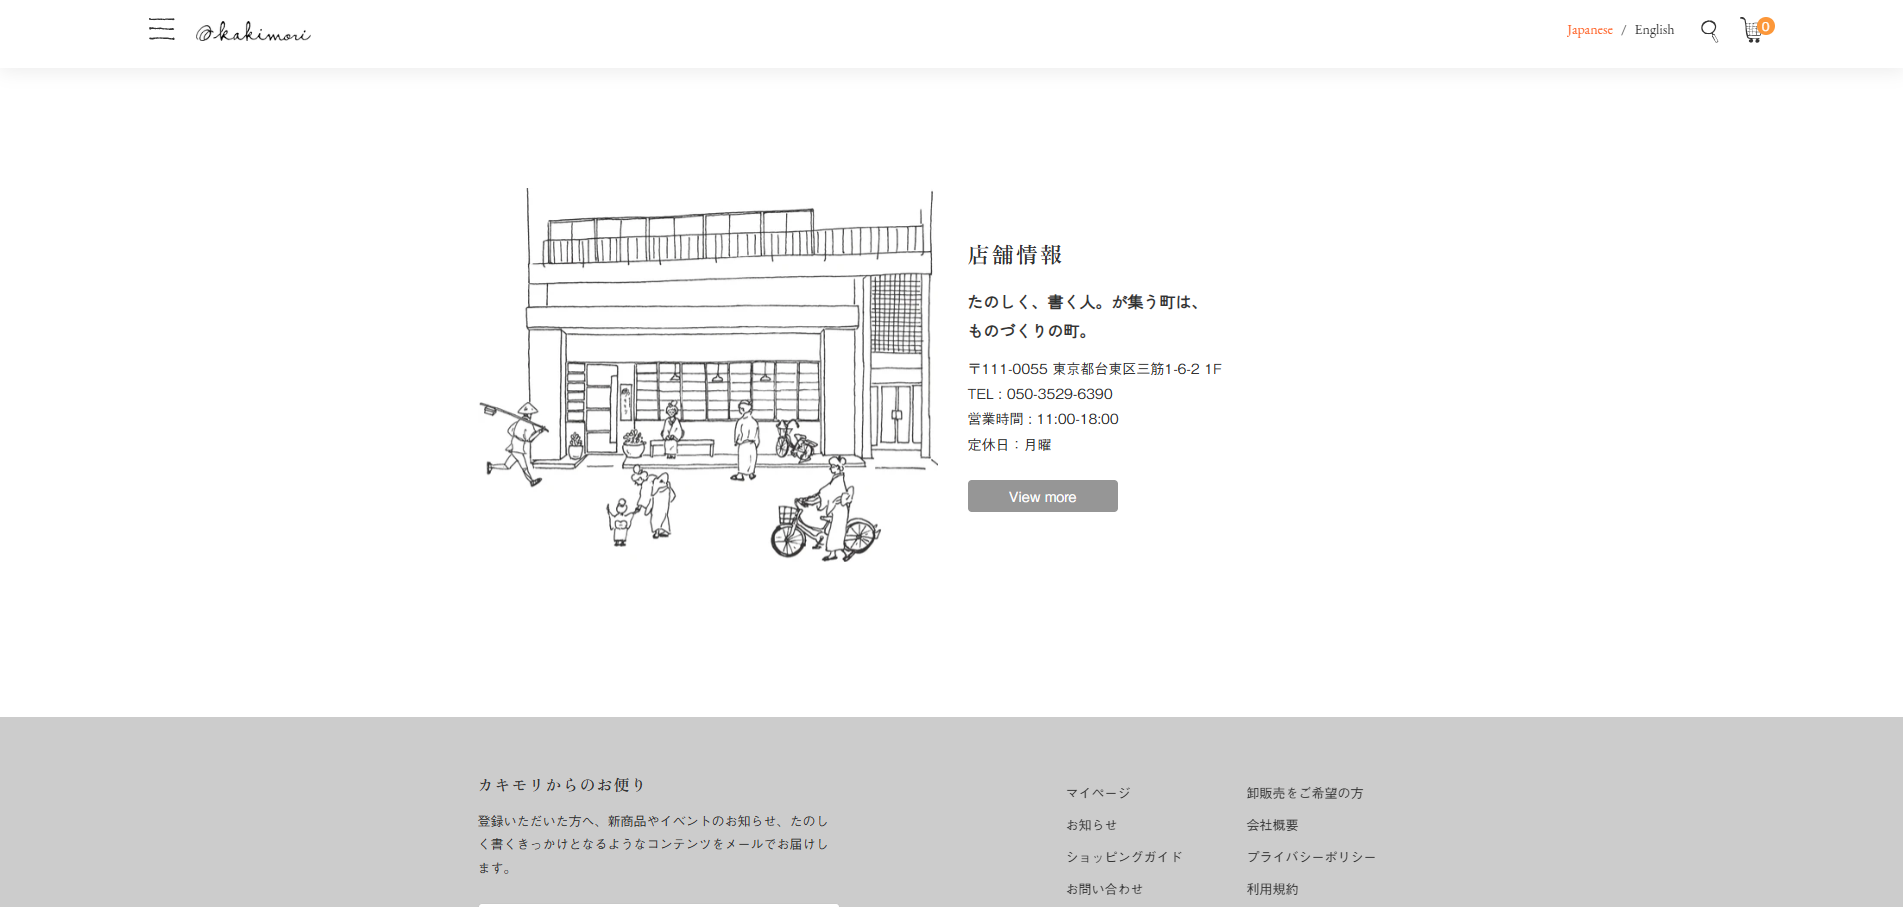 kakimori
Japanese / English
0
店舗情報
たのしく、書く人。が集う町は、
ものづくりの町。
〒111-0055 東京都台東区三筋1-6-2 1F
TEL : 050-3529-6390
営業時間 : 11:00-18:00
定休日：月曜
View more
カキモリからのお便り
登録いただいた方へ、新商品やイベントのお知らせ、たのし
く書くきっかけとなるようなコンテンツをメールでお届けし
ます。
マイページ
お知らせ
ショッピングガイド
お問い合わせ
卸販売をご希望の方
会社概要
プライバシーポリシー
利用規約